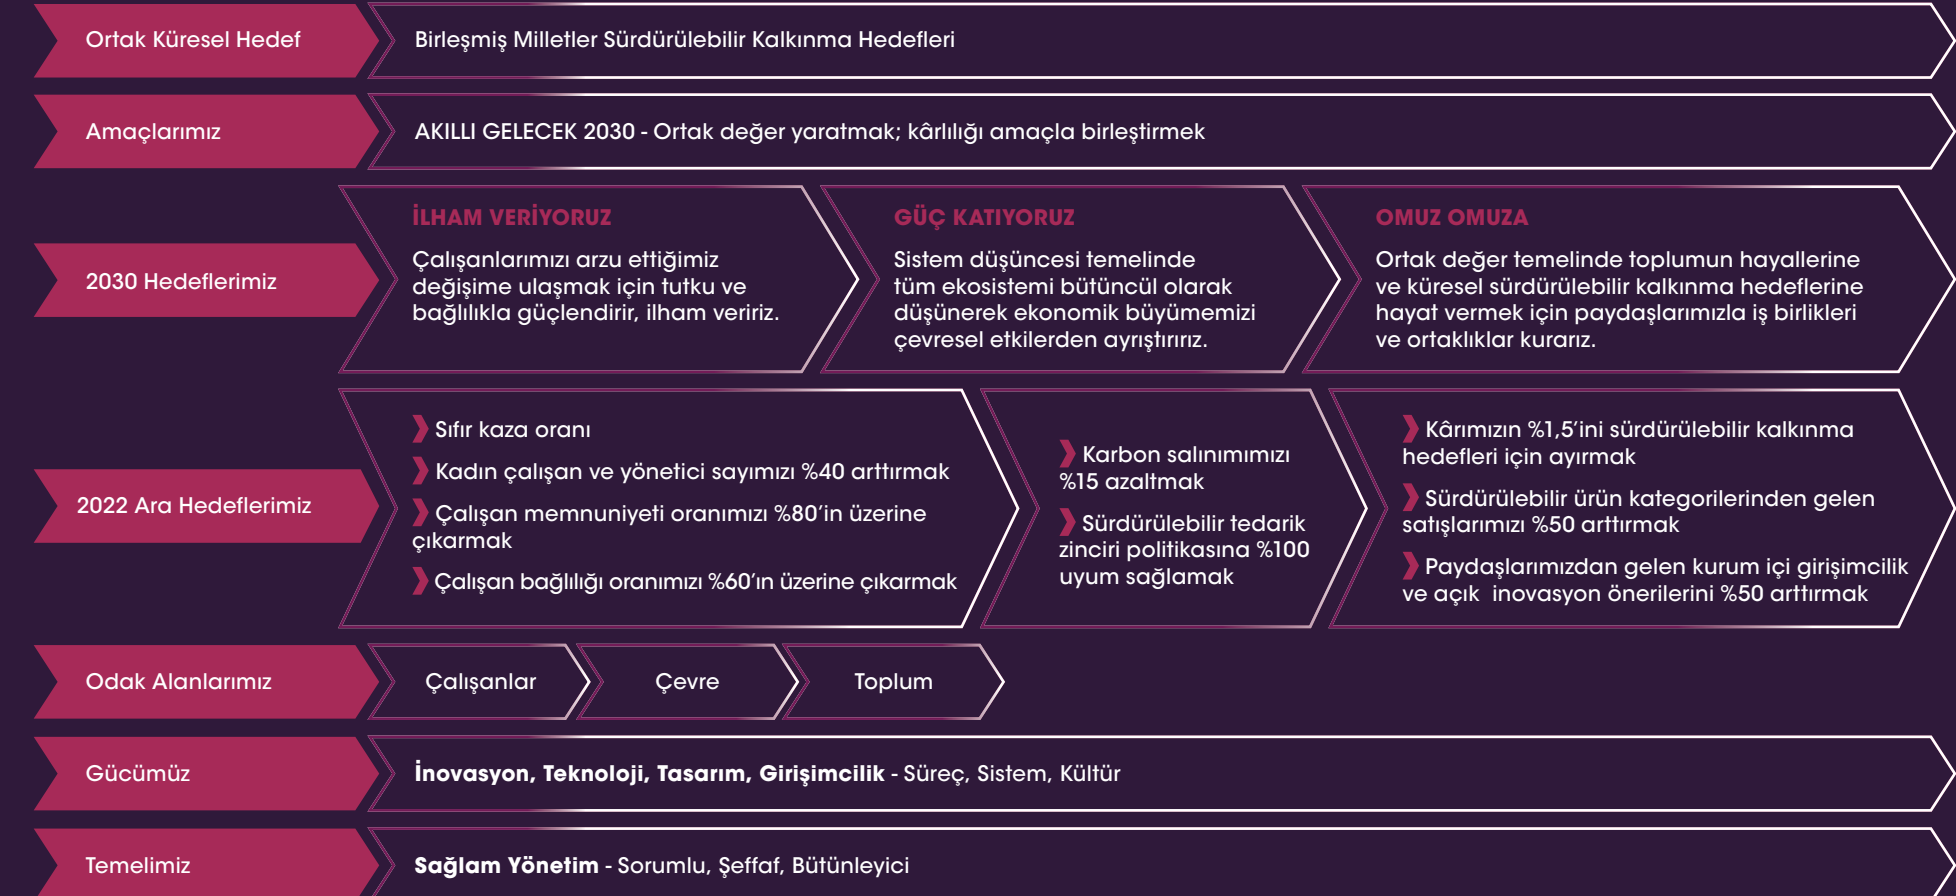 Ortak Küresel Hedef
Birleşmiş Milletler Sürdürülebilir Kalkınma Hedefleri
Amaçlarımız
AKILLI GELECEK 2030 - Ortak değer yaratmak; kârlılığı amaçla birleştirmek
2030 Hedeflerimiz
İLHAM VERİYORUZ
Çalışanlarımızı arzu ettiğimiz
değişime ulaşmak için tutku ve
bağlılıkla güçlendirir, ilham veririz.
GÜÇ KATIYORUZ
Sistem düşüncesi temelinde
tüm ekosistemi bütüncül olarak
düşünerek ekonomik büyümemizi
çevresel etkilerden ayrıştırırız.
OMUZ OMUZA
Ortak değer temelinde toplumun hayallerine
ve küresel sürdürülebilir kalkınma hedeflerine
hayat vermek için paydaşlarımızla iş birlikleri
ve ortaklıklar kurarız.
2022 Ara Hedeflerimiz
Sıfır kaza oranı
Kadın çalışan ve yönetici sayımızı %40 arttırmak
Çalışan memnuniyeti oranımızı %80’in üzerine
çıkarmak
Çalışan bağlılığı oranımızı %60’ın üzerine çıkarmak
Karbon salınımımızı
%15 azaltmak
Sürdürülebilir tedarik
zinciri politikasına %100
uyum sağlamak
Kârımızın %1,5’ini sürdürülebilir kalkınma
hedefleri için ayırmak
Sürdürülebilir ürün kategorilerinden gelen
satışlarımızı %50 arttırmak
Paydaşlarımızdan gelen kurum içi girişimcilik
ve açık  inovasyon önerilerini %50 arttırmak
Odak Alanlarımız
Çalışanlar
Çevre
Toplum
Gücümüz
İnovasyon, Teknoloji, Tasarım, Girişimcilik - Süreç, Sistem, Kültür
Temelimiz
Sağlam Yönetim - Sorumlu, Şeffaf, Bütünleyici